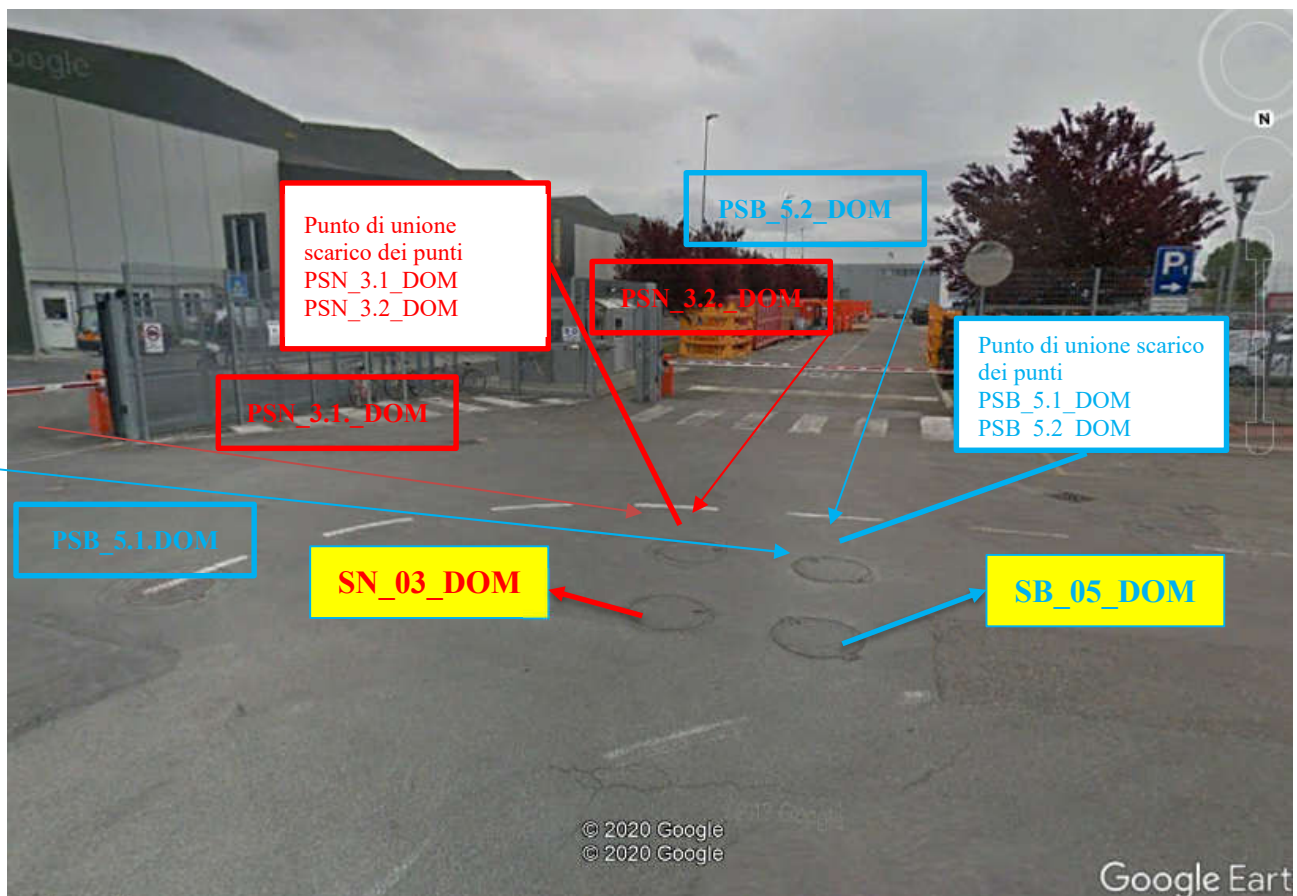 oogle
N
PSB_5.2_DOM
Punto di unione
scarico dei punti
PSN_3.1_DOM
PSN_3.2_DOM
PSN_3.2._DOM
P
Punto di unione scarico
dei punti
PSB_5.1_DOM
PSB_5.2_DOM
PSN_3.1._DOM
PSB_5.1.DOM
SN_03_DOM
SB_05_DOM
© 2020 Google
© 2020 Google
Google Eart